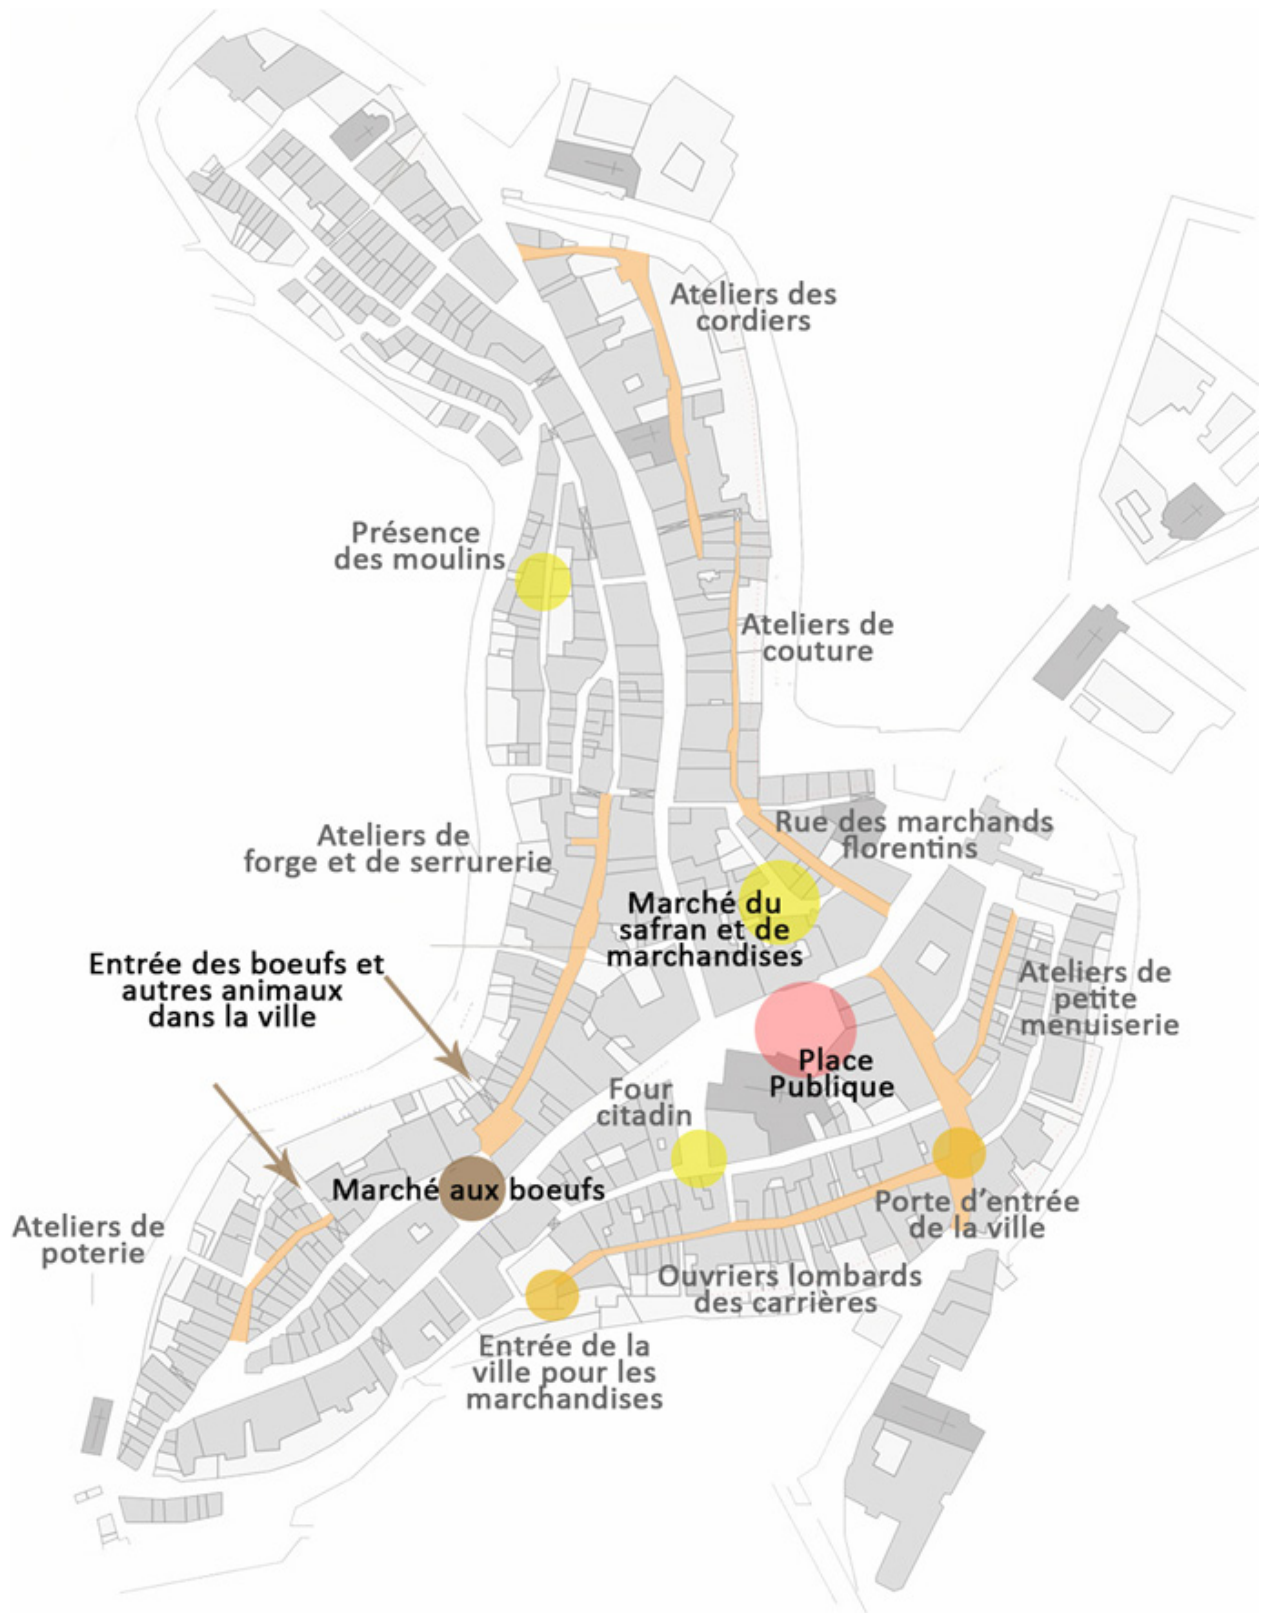 Ateliers des
cordiers
Présence
des moulins
Ateliers de
couture
Ateliers de
forge et de serrurerie
Rue des marchands
florentins
Marché du
safran et de
marchandises
Entrée des boeufs et
autres animaux
dans la ville
Ateliers de
petite
menuiserie
Place
Publique
Four
citadin
Marché aux boeufs
Porte d'entrée
de la ville
Ateliers de
poterie
Ouvriers lombards
des carrières
Entrée de la
ville pour les
marchandises